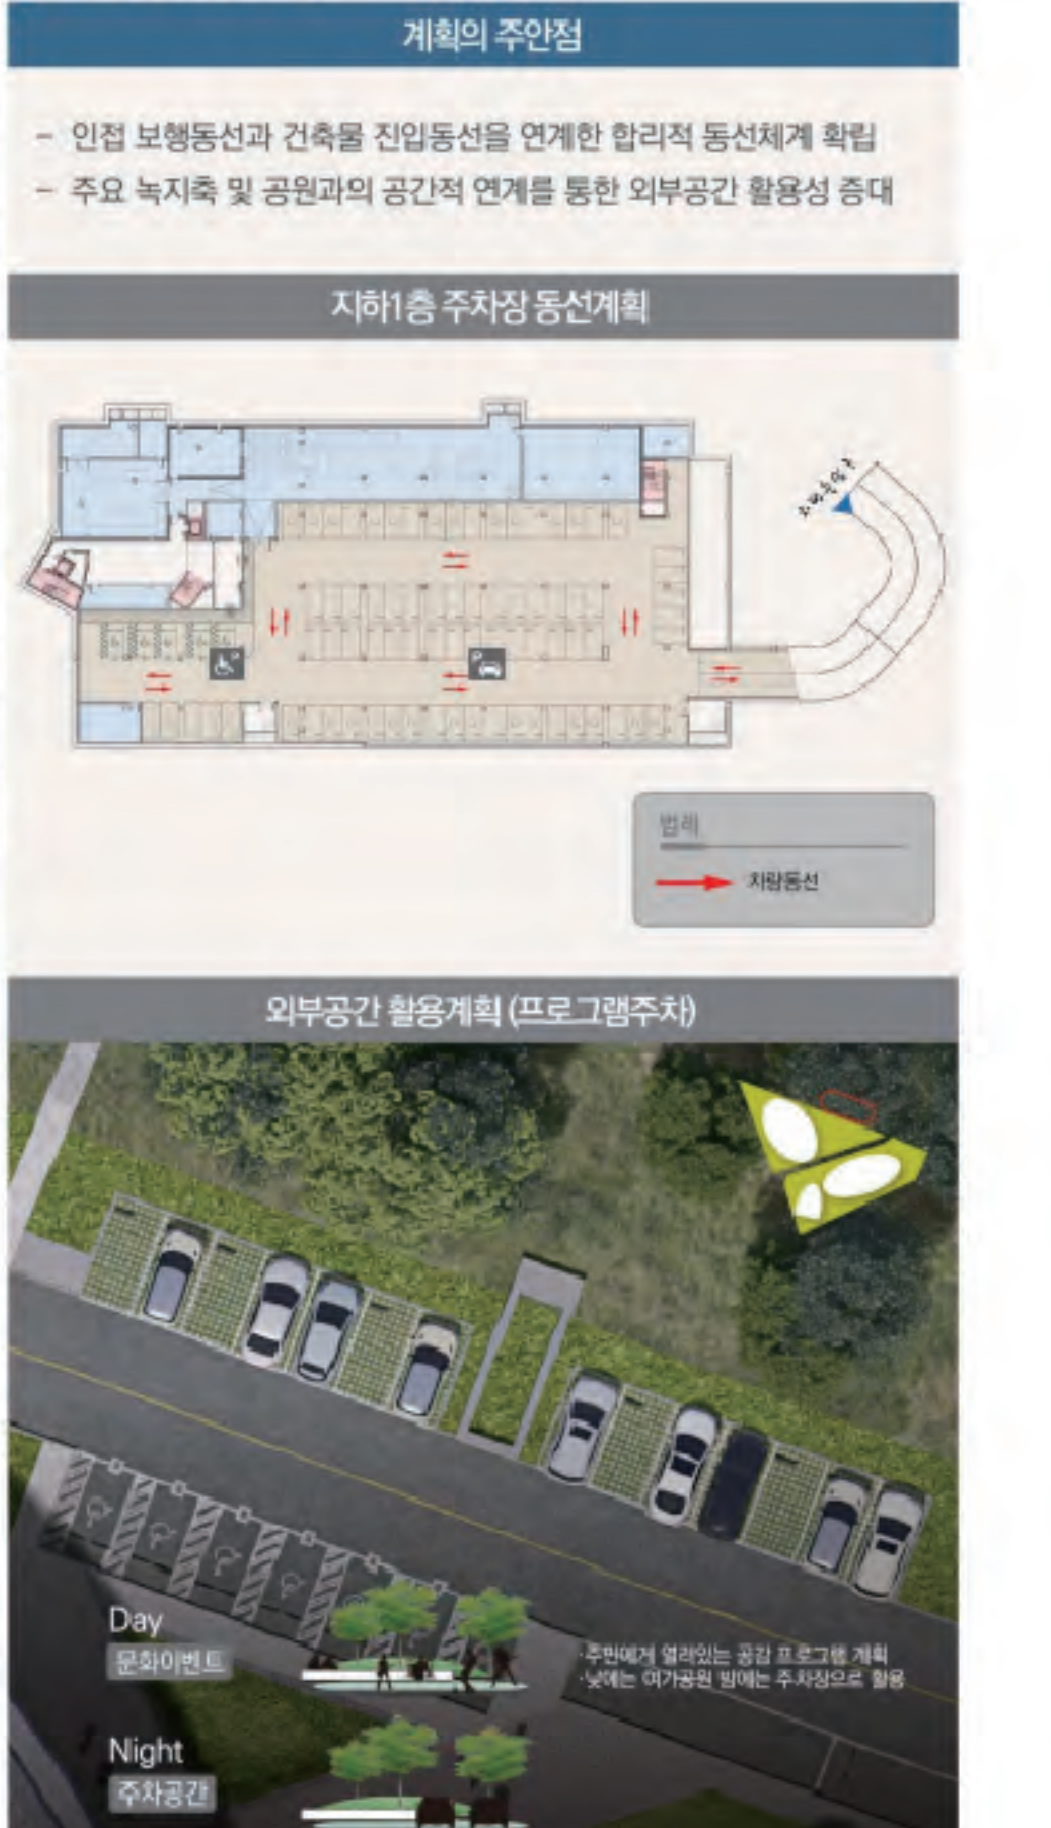 계획의 주안점
- 인접 보행동선과 건축물 진입동선을 연계한 합리적 동선체계 확립
- 주요 녹지축 및 공원과의 공간적 연계를 통한 외부공간 활용성 증대
지하1층 주차장 동선계획
범례
차량동선
외부공간 활용계획 (프로그램주차)
Day
문화이벤트
·주민에게 열려있는 공감 프로그램 계획
·낮에는 여가공원 밤에는 주차장으로 활용
Night
주차공간